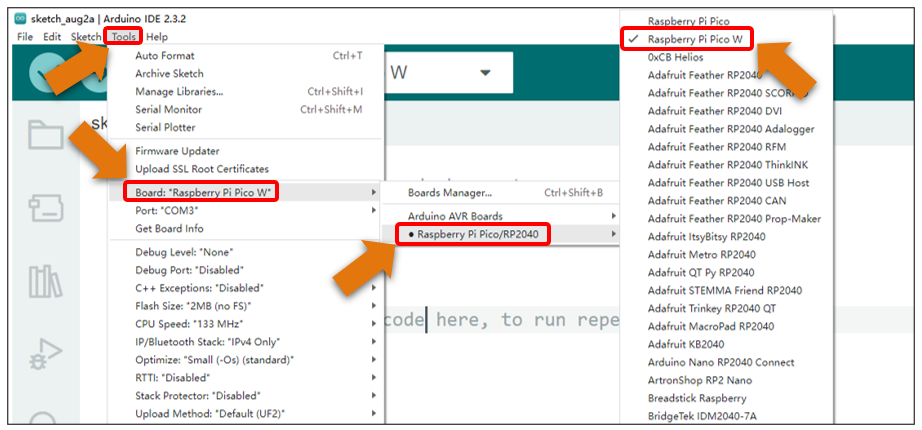 sketch_aug2a | Arduino IDE 2.3.2
File Edit Sketch Tools Help
Auto Format Ctrl+T
Archive Sketch
Manage Libraries... Ctrl+Shift+I
Serial Monitor Ctrl+Shift+M
Serial Plotter
Firmware Updater
Upload SSL Root Certificates
Board: "Raspberry Pi Pico W"
Port: "COM3"
Get Board Info
Debug Level: "None"
Debug Port: "Disabled"
C++ Exceptions: "Disabled"
Flash Size: "2MB (no FS)"
CPU Speed: "133 MHz"
IP/Bluetooth Stack: "IPv4 Only"
Optimize: "Small (-Os) (standard)"
RTTI: "Disabled"
Stack Protector: "Disabled"
Upload Method: "Default (UF2)"
W
sk
Boards Manager... Ctrl+Shift+B
Arduino AVR Boards
Raspberry Pi Pico/RP2040
code here, to run repe
Raspberry Pi Pico
Raspberry Pi Pico W
0xCB Helios
Adafruit Feather RP2040
Adafruit Feather RP2040 SCORPIO
Adafruit Feather RP2040 DVI
Adafruit Feather RP2040 Adalogger
Adafruit Feather RP2040 RFM
Adafruit Feather RP2040 ThinkINK
Adafruit Feather RP2040 USB Host
Adafruit Feather RP2040 CAN
Adafruit Feather RP2040 Prop-Maker
Adafruit ItsyBitsy RP2040
Adafruit Metro RP2040
Adafruit QT Py RP2040
Adafruit STEMMA Friend RP2040
Adafruit Trinkey RP2040 QT
Adafruit MacroPad RP2040
Adafruit KB2040
Arduino Nano RP2040 Connect
ArtronShop RP2 Nano
Breadstick Raspberry
BridgeTek IDM2040-7A